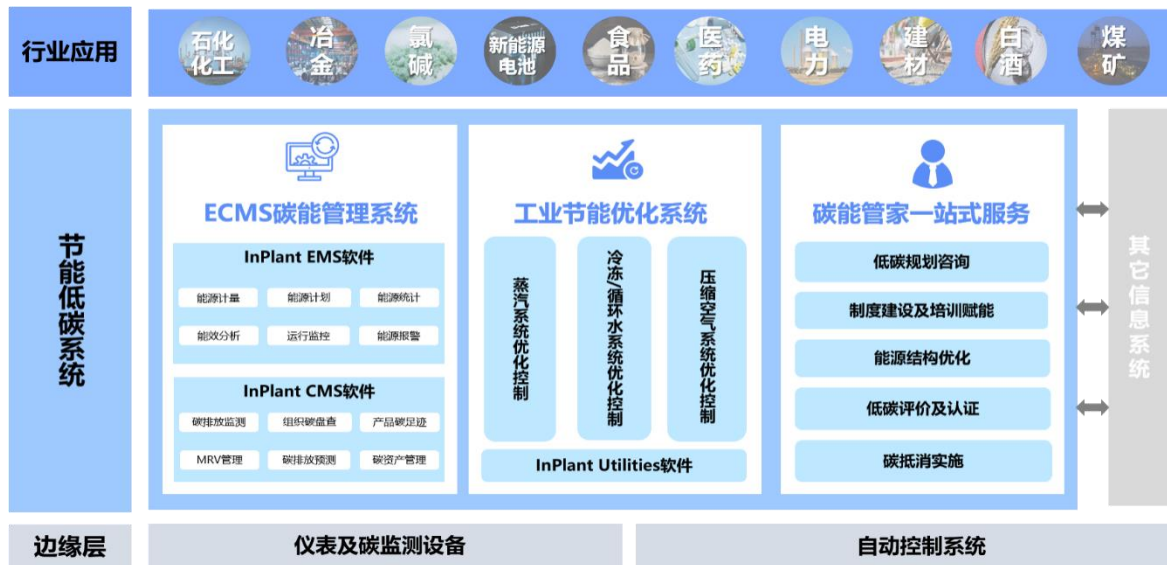 行业应用
石化
化工
冶
金
氯
碱
新能源
电池
食
品
医
药
电
力
建
材
白
酒
煤
矿
节能低碳系统
ECMS碳能管理系统
InPlant EMS软件
能源计量
能源计划
能源统计
能效分析
运行监控
能源报警
InPlant CMS软件
碳排放监测
组织碳盘查
产品碳足迹
MRV管理
碳排放预测
碳资产管理
工业节能优化系统
蒸汽系统优化控制
冷冻/循环水系统优化控制
压缩空气系统优化控制
InPlant Utilities软件
碳能管家一站式服务
低碳规划咨询
制度建设及培训赋能
能源结构优化
低碳评价及认证
碳抵消实施
其它信息系统
边缘层
仪表及碳监测设备
自动控制系统